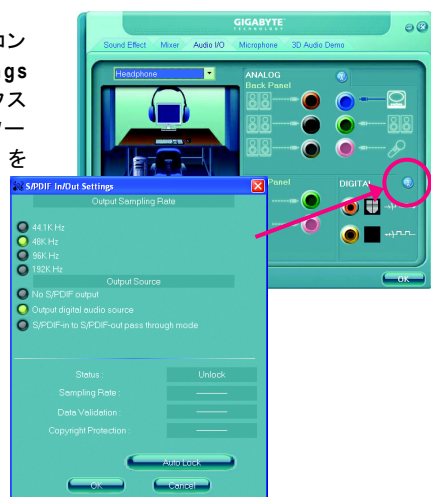 コン
ngs
クス
を
GIGABYTE
TECHNOLOGY
Sound Effect Mixer Audio I/O Microphone 3D Audio Demo
Headphone
ANALOG
Back Panel
Panel
DIGITAL
OK
S/PDIF In/Out Settings
Output Sampling Rate
44.1K Hz
48K Hz
96K Hz
192K Hz
Output Source
No S/PDIF output
Output digital audio source
S/PDIF-in to S/PDIF-out pass through mode
Status : Unlock
Sampling Rate :
Data Validation :
Copyright Protection :
Auto Lock
OK Cancel